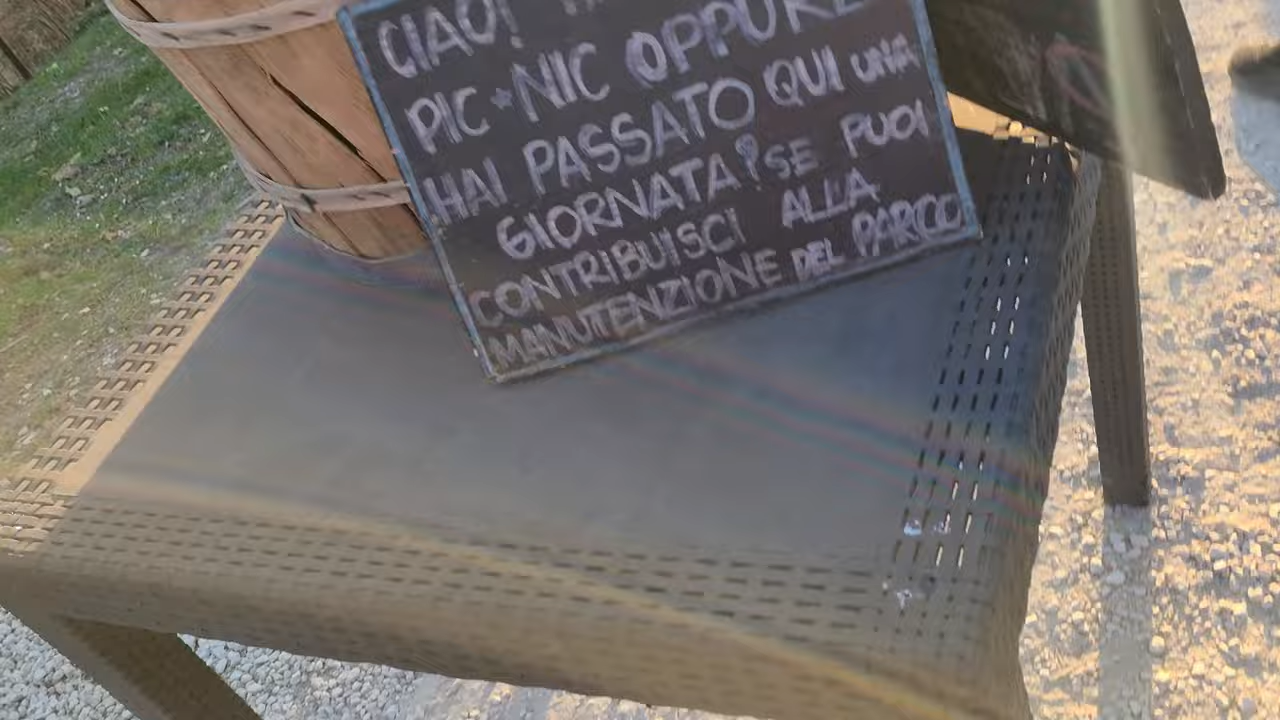 CIAO!
PIC•NIC OPPURE
HAI PASSATO QUI UNA
GIORNATA? SE PUOI
CONTRIBUISCI ALLA
MANUTENZIONE DEL PARCO